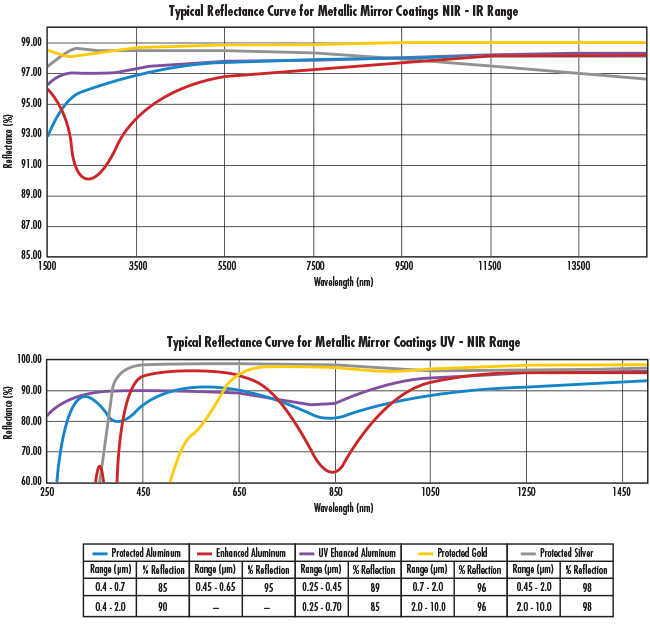 Typical Reflectance Curve for Metallic Mirror Coatings NIR - IR Range
Reflectance (%)
99.00
97.00
95.00
93.00
91.00
89.00
87.00
85.00
1500 3500 5500 7500 9500 11500 13500
Wavelength (nm)
Typical Reflectance Curve for Metallic Mirror Coatings UV - NIR Range
Reflectance (%)
100.00
90.00
80.00
70.00
60.00
250 450 650 850 1050 1250 1450
Wavelength (nm)
Protected Aluminum Enhanced Aluminum UV Ehanced Aluminum Protected Gold Protected Silver
Range (µm) % Reflection Range (µm) % Reflection Range (µm) % Reflection Range (µm) % Reflection Range (µm) % Reflection
0.4 - 0.7 85 0.45 - 0.65 95 0.25 - 0.45 89 0.7 - 2.0 96 0.45 - 2.0 98
0.4 - 2.0 90 – – 0.25 - 0.70 85 2.0 - 10.0 96 2.0 - 10.0 98